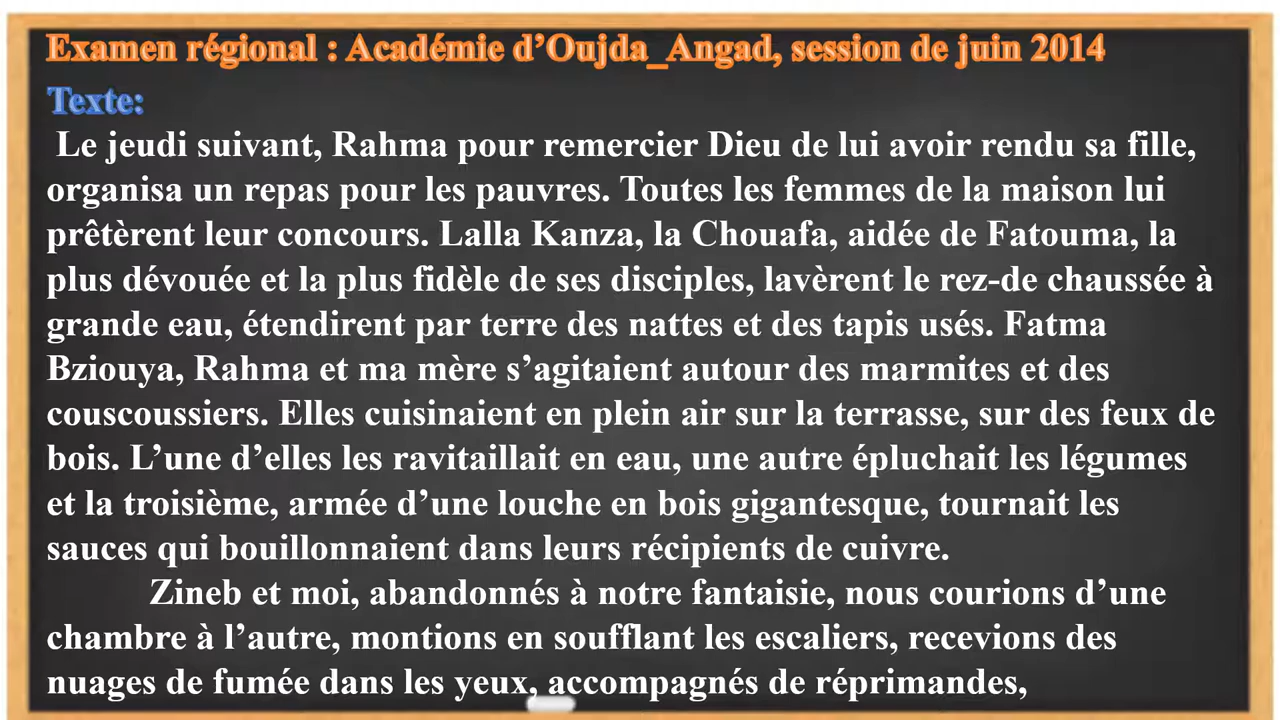 Examen régional : Académie d’Oujda_Angad, session de juin 2014
Texte:
Le jeudi suivant, Rahma pour remercier Dieu de lui avoir rendu sa fille,
organisa un repas pour les pauvres. Toutes les femmes de la maison lui
prêtèrent leur concours. Lalla Kanza, la Chouafa, aidée de Fatouma, la
plus dévouée et la plus fidèle de ses disciples, lavèrent le rez-de chaussée à
grande eau, étendirent par terre des nattes et des tapis usés. Fatma
Bziouya, Rahma et ma mère s’agitaient autour des marmites et des
couscoussiers. Elles cuisinaient en plein air sur la terrasse, sur des feux de
bois. L’une d’elles les ravitaillait en eau, une autre épluchait les légumes
et la troisième, armée d’une louche en bois gigantesque, tournait les
sauces qui bouillonnaient dans leurs récipients de cuivre.
Zineb et moi, abandonnés à notre fantaisie, nous courions d’une
chambre à l’autre, montions en soufflant les escaliers, recevions des
nuages de fumée dans les yeux, accompagnés de réprimandes,